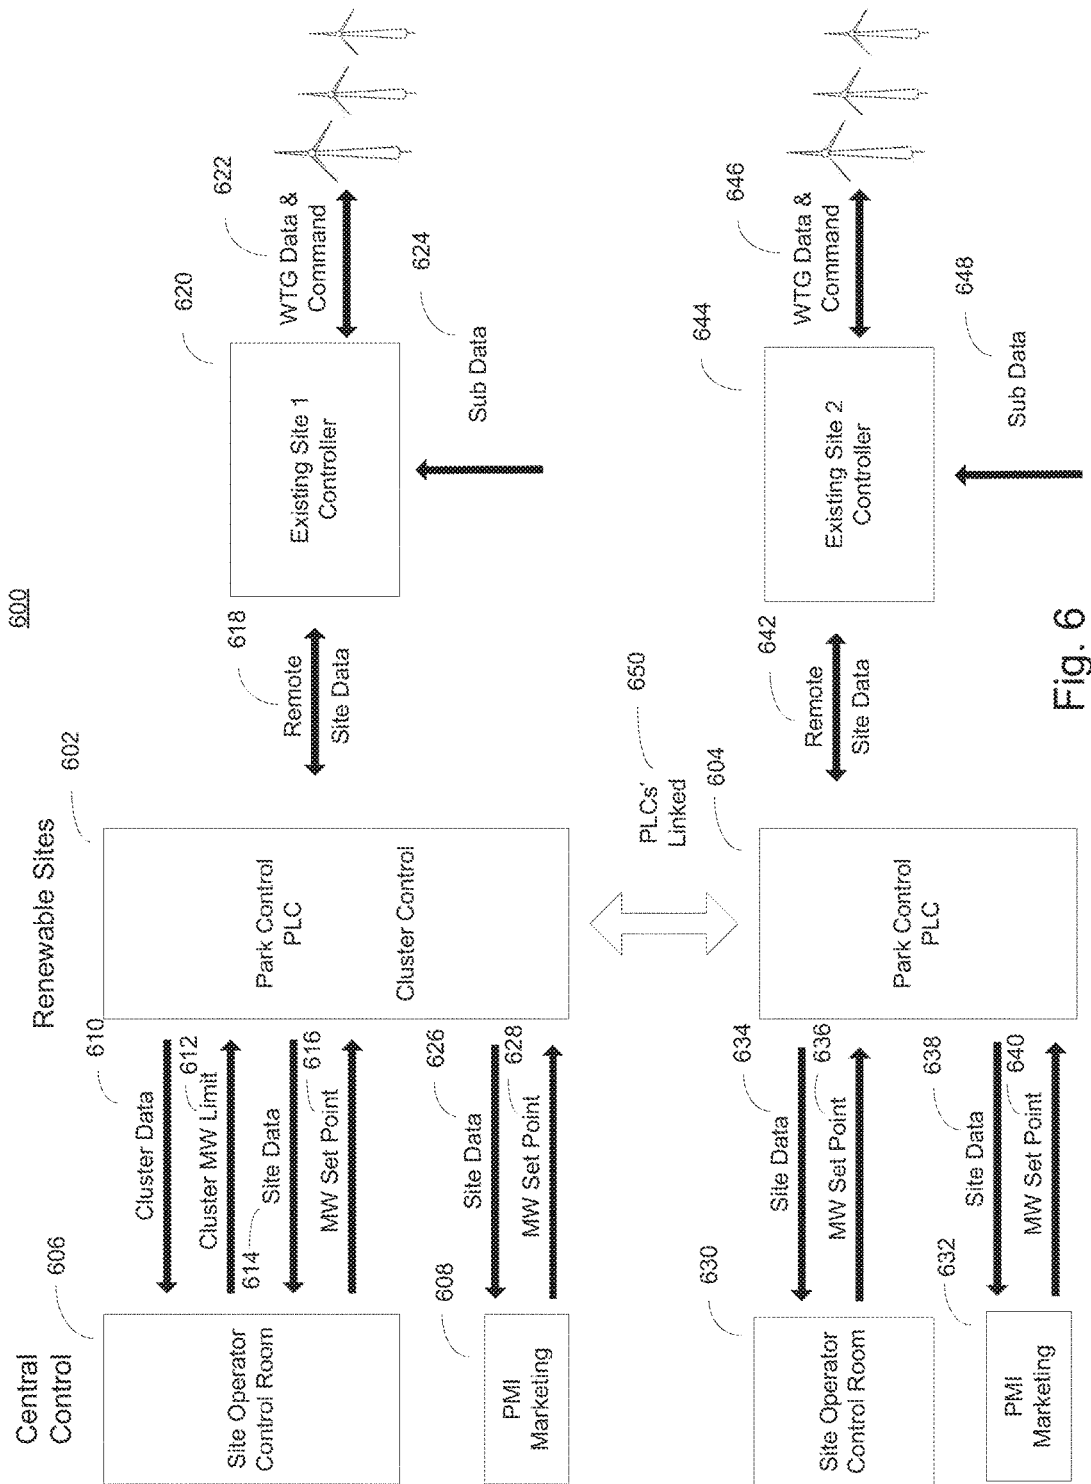 600
Central
Control
Renewable Sites
606
Site Operator
Control Room
610
Cluster Data
612
Cluster MW Limit
614
Site Data
616
MW Set Point
602
Park Control
PLC
Cluster Control
618
Remote
Site Data
620
Existing Site 1
Controller
622
WTG Data &
Command
624
Sub Data
608
PMI
Marketing
626
Site Data
628
MW Set Point
650
PLCs'
Linked
630
Site Operator
Control Room
634
Site Data
636
MW Set Point
604
Park Control
PLC
642
Remote
Site Data
644
Existing Site 2
Controller
646
WTG Data &
Command
648
Sub Data
632
PMI
Marketing
638
Site Data
640
MW Set Point
Fig. 6